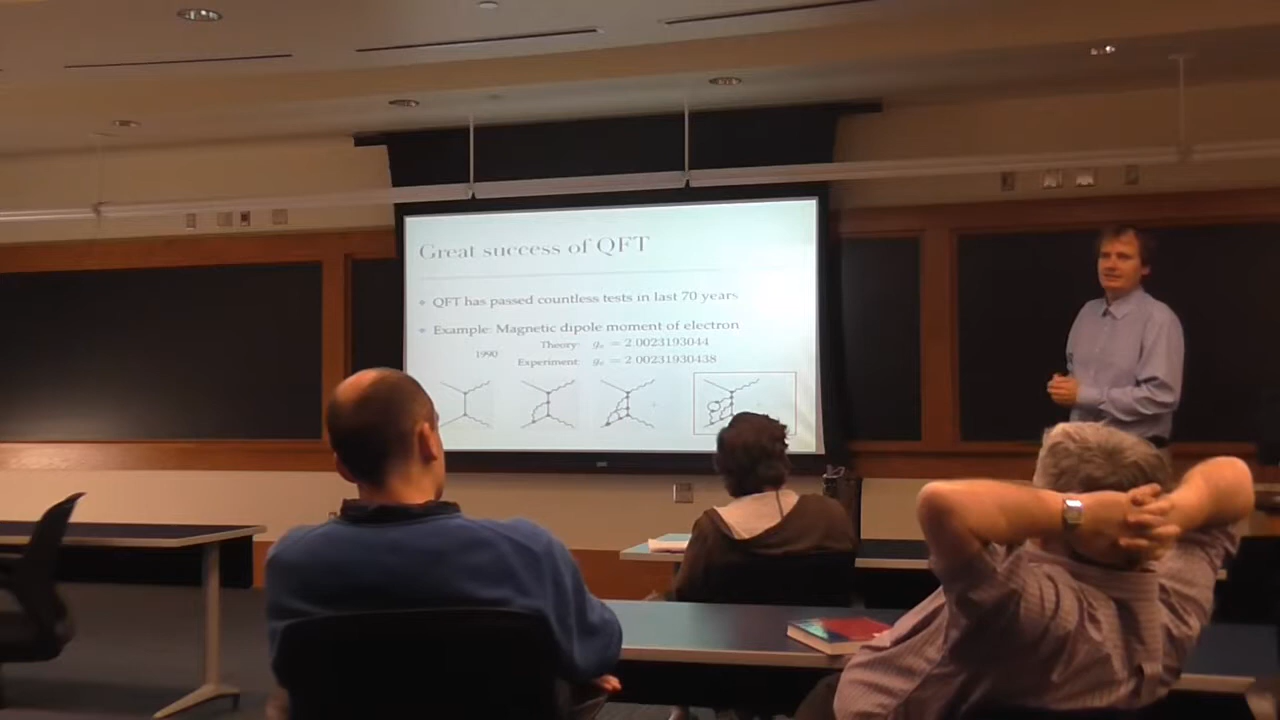 Great success of QFT
QFT has passed countless tests in last 70 years
Example: Magnetic dipole moment of electron
1990
Theory: gₑ = 2.0023193044
Experiment: gₑ = 2.00231930438